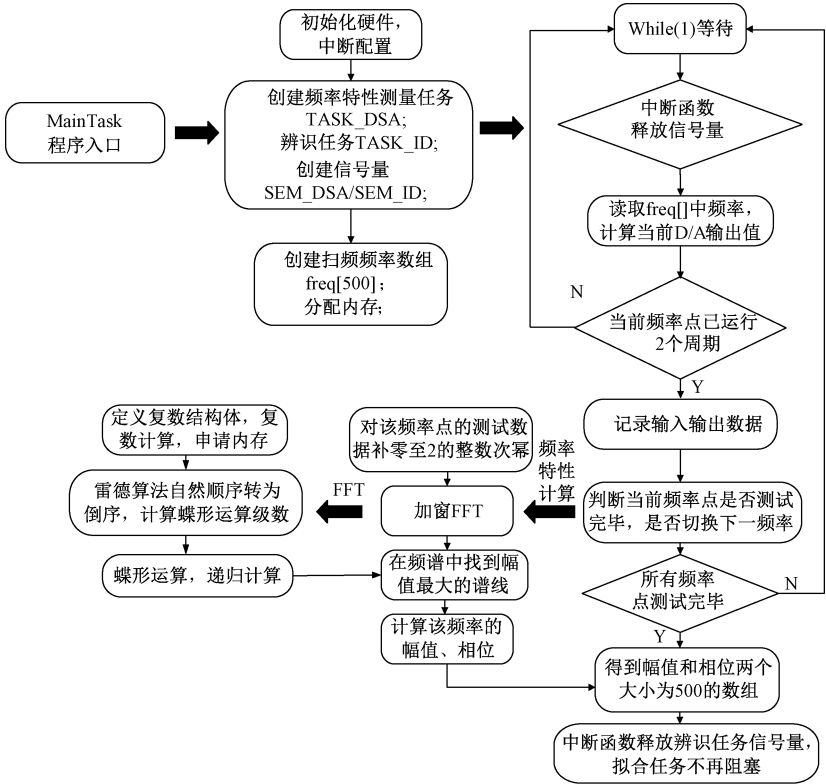 初始化硬件，
中断配置
MainTask
程序入口
创建频率特性测量任务
TASK_DSA;
辨识任务TASK_ID;
创建信号量
SEM_DSA/SEM_ID;
创建扫频频率数组
freq[500]；
分配内存;
While(1)等待
中断函数
释放信号量
读取freq[]中频率，
计算当前D/A输出值
N
当前频率点已运行
2个周期
Y
记录输入输出数据
判断当前频率点是否测试
完毕，是否切换下一频率
频率
特性
计算
对该频率点的测试数
据补零至2的整数次幂
加窗FFT
FFT
定义复数结构体，复
数计算，申请内存
雷德算法自然顺序转为
倒序，计算蝶形运算级数
蝶形运算，递归计算
在频谱中找到幅
值最大的谱线
计算该频率的
幅值、相位
所有频率
点测试完毕
N
Y
得到幅值和相位两个
大小为500的数组
中断函数释放辨识任务信号量，
拟合任务不再阻塞